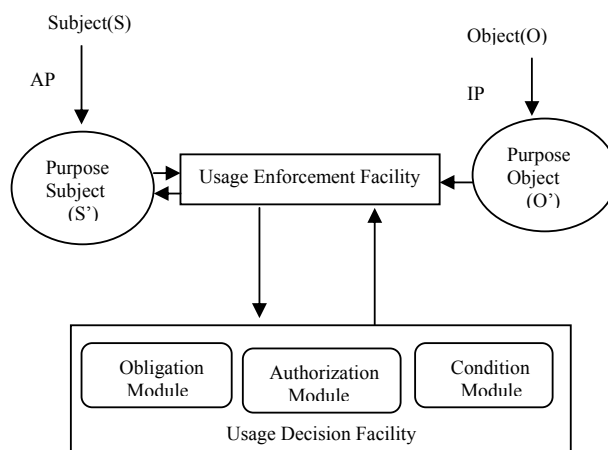 Subject(S)
Object(O)
AP
IP
Purpose
Subject
(S')
Usage Enforcement Facility
Purpose
Object
(O')
Obligation
Module
Authorization
Module
Condition
Module
Usage Decision Facility